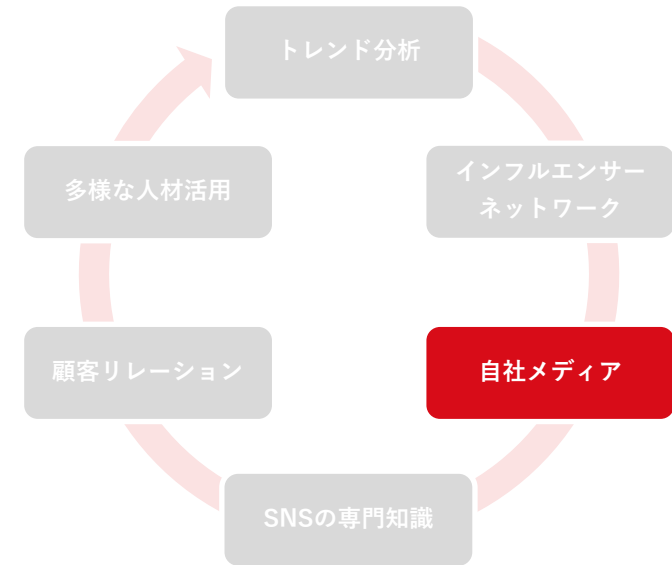 トレンド分析
インフルエンサー
ネットワーク
自社メディア
SNSの専門知識
顧客リレーション
多様な人材活用